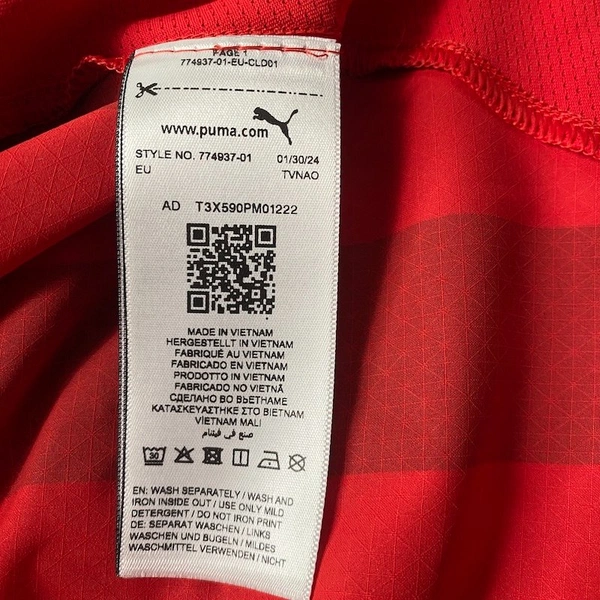 PAGE 1
774937-01-EU-CLD01
www.puma.com
STYLE NO. 774937-01 01/30/24
EU TVNAO
AD T3X590PM01222
MADE IN VIETNAM
HERGESTELLT IN VIETNAM
FABRIQUÉ AU VIETNAM
FABRICADO EN VIETNAM
PRODOTTO IN VIETNAM
FABRICADO NO VIETNÃ
СДЕЛАНО ВО ВЬЕТНАМЕ
ΚΑΤΑΣΚΕΥΑΣΤΗΚΕ ΣΤΟ ΒΙΕΤΝΑΜ
VİETNAM MALI
صنع في فيتنام
30
EN: WASH SEPARATELY / WASH AND
IRON INSIDE OUT / USE ONLY MILD
DETERGENT / DO NOT IRON PRINT
DE: SEPARAT WASCHEN / LINKS
WASCHEN UND BUGELN / MILDES
WASCHMITTEL VERWENDEN / NICHT